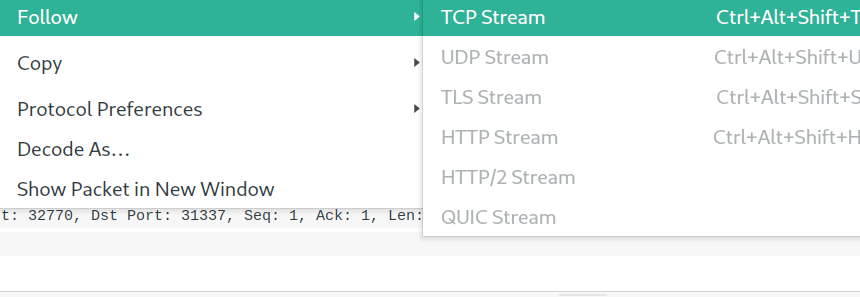 Follow TCP Stream Ctrl+Alt+Shift+T
UDP Stream Ctrl+Alt+Shift+U
Copy
TLS Stream Ctrl+Alt+Shift+S
Protocol Preferences
HTTP Stream Ctrl+Alt+Shift+H
Decode As…
HTTP/2 Stream
Show Packet in New Window
t: 32770, Dst Port: 31337, Seq: 1, Ack: 1, Len:
QUIC Stream